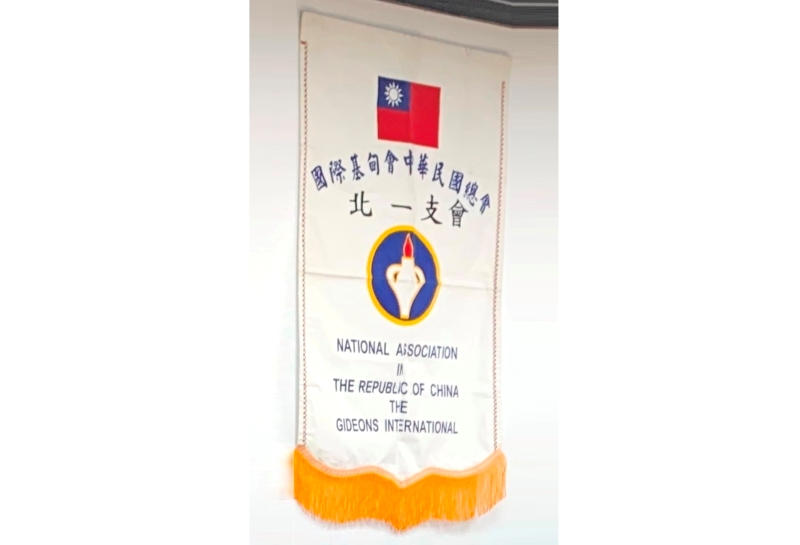 國際基甸會中華民國總會
北一支會
NATIONAL ASSOCIATION
IN
THE REPUBLIC OF CHINA
THE
GIDEONS INTERNATIONAL